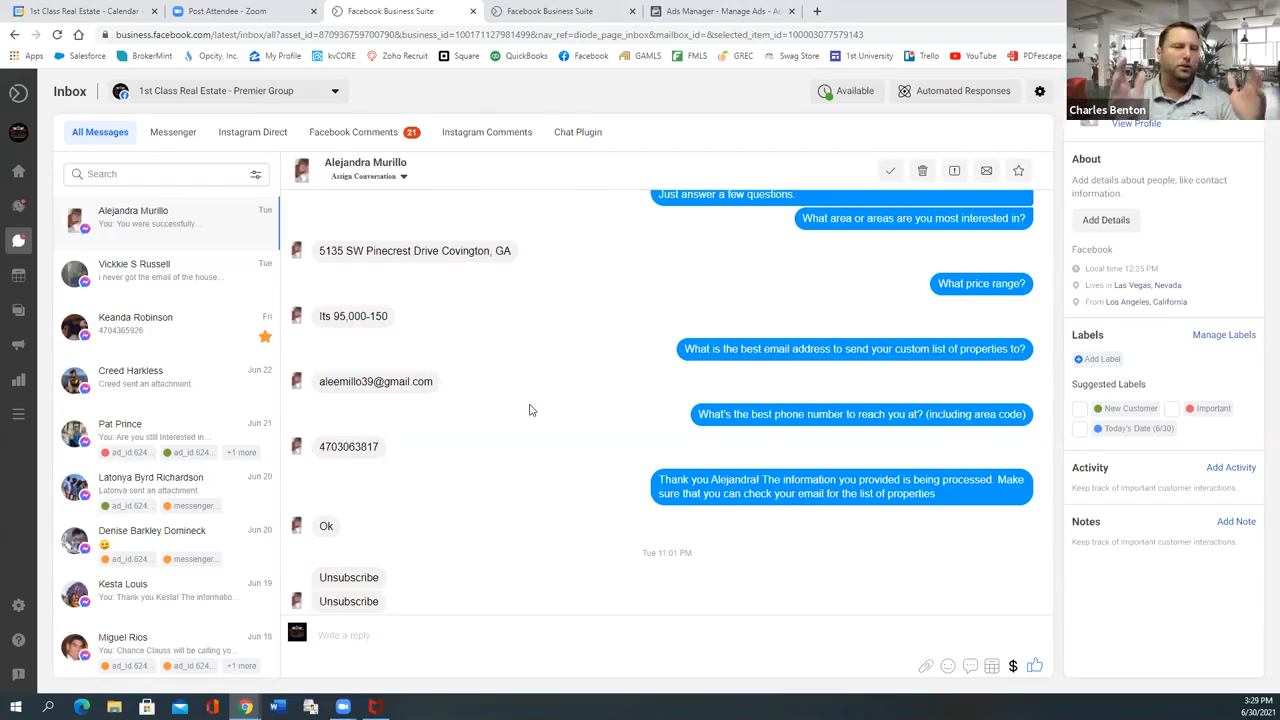 1st Class Real Estate - Calendar
Post Attendee - Zoom
Facebook Business Suite
Facebook Business Suite
Ads Manager - Manage Ads - Ad
business.facebook.com/latest/inbox/all?asset_id=870936759700790&business_id=100171127981499&nav_ref=diode_page_inbox&mailbox_id=&selected_item_id=100003077579143
Apps
Salesforce
BrokerMint
Opcity, Inc.
My Profile
kvCORE
Zoho Recruit
Square
QuickBooks
Facebook
GAMLS
FMLS
GREC
Swag Store
1st University
Trello
YouTube
PDFescape
Charles Benton
Inbox
1st Class Real Estate - Premier Group
Available
Automated Responses
All Messages
Messenger
Instagram Direct
Facebook Comments 21
Instagram Comments
Chat Plugin
Search
Alejandra Murillo
Tue
You: You were successfully...
Vickkie S Russell
Tue
i never got the email of the house...
Keanda Robinson
Fri
4704365926
Creed Harkless
Jun 22
Creed sent an attachment.
Pat Prince
Jun 21
You: Are you still Interested in...
ad_id.624...
ad_id.624...
+1 more
Latonya Byrd Richardson
Jun 20
Latonya sent an attachment.
ad_id.624...
messenger...
Denise Barkley Domineck
Jun 20
ad_id.624...
messenger...
Kesta Louis
Jun 19
You: Thank you Kesta! The informatio...
Miguel Rios
Jun 18
You: Chance Clauss will be calling yo...
ad_id.624...
ad_id.624...
+1 more
Alejandra Murillo
Assign Conversation
Just answer a few questions.
What area or areas are you most interested in?
5135 SW Pinecrest Drive Covington, GA
What price range?
Its 95,000-150
What is the best email address to send your custom list of properties to?
aleemillo39@gmail.com
What's the best phone number to reach you at? (including area code)
4703063817
Thank you Alejandra! The information you provided is being processed. Make
sure that you can check your email for the list of properties
Ok
Tue 11:01 PM
Unsubscribe
Unsubscribe
Write a reply...
View Profile
About
Add details about people, like contact
information.
Add Details
Facebook
Local time 12:25 PM
Lives in Las Vegas, Nevada
From Los Angeles, California
Labels
Manage Labels
Add Label
Suggested Labels
New Customer
Important
Today's Date (6/30)
Activity
Add Activity
Keep track of important customer interactions.
Notes
Add Note
Keep track of important customer interactions.
3:29 PM
6/30/2021